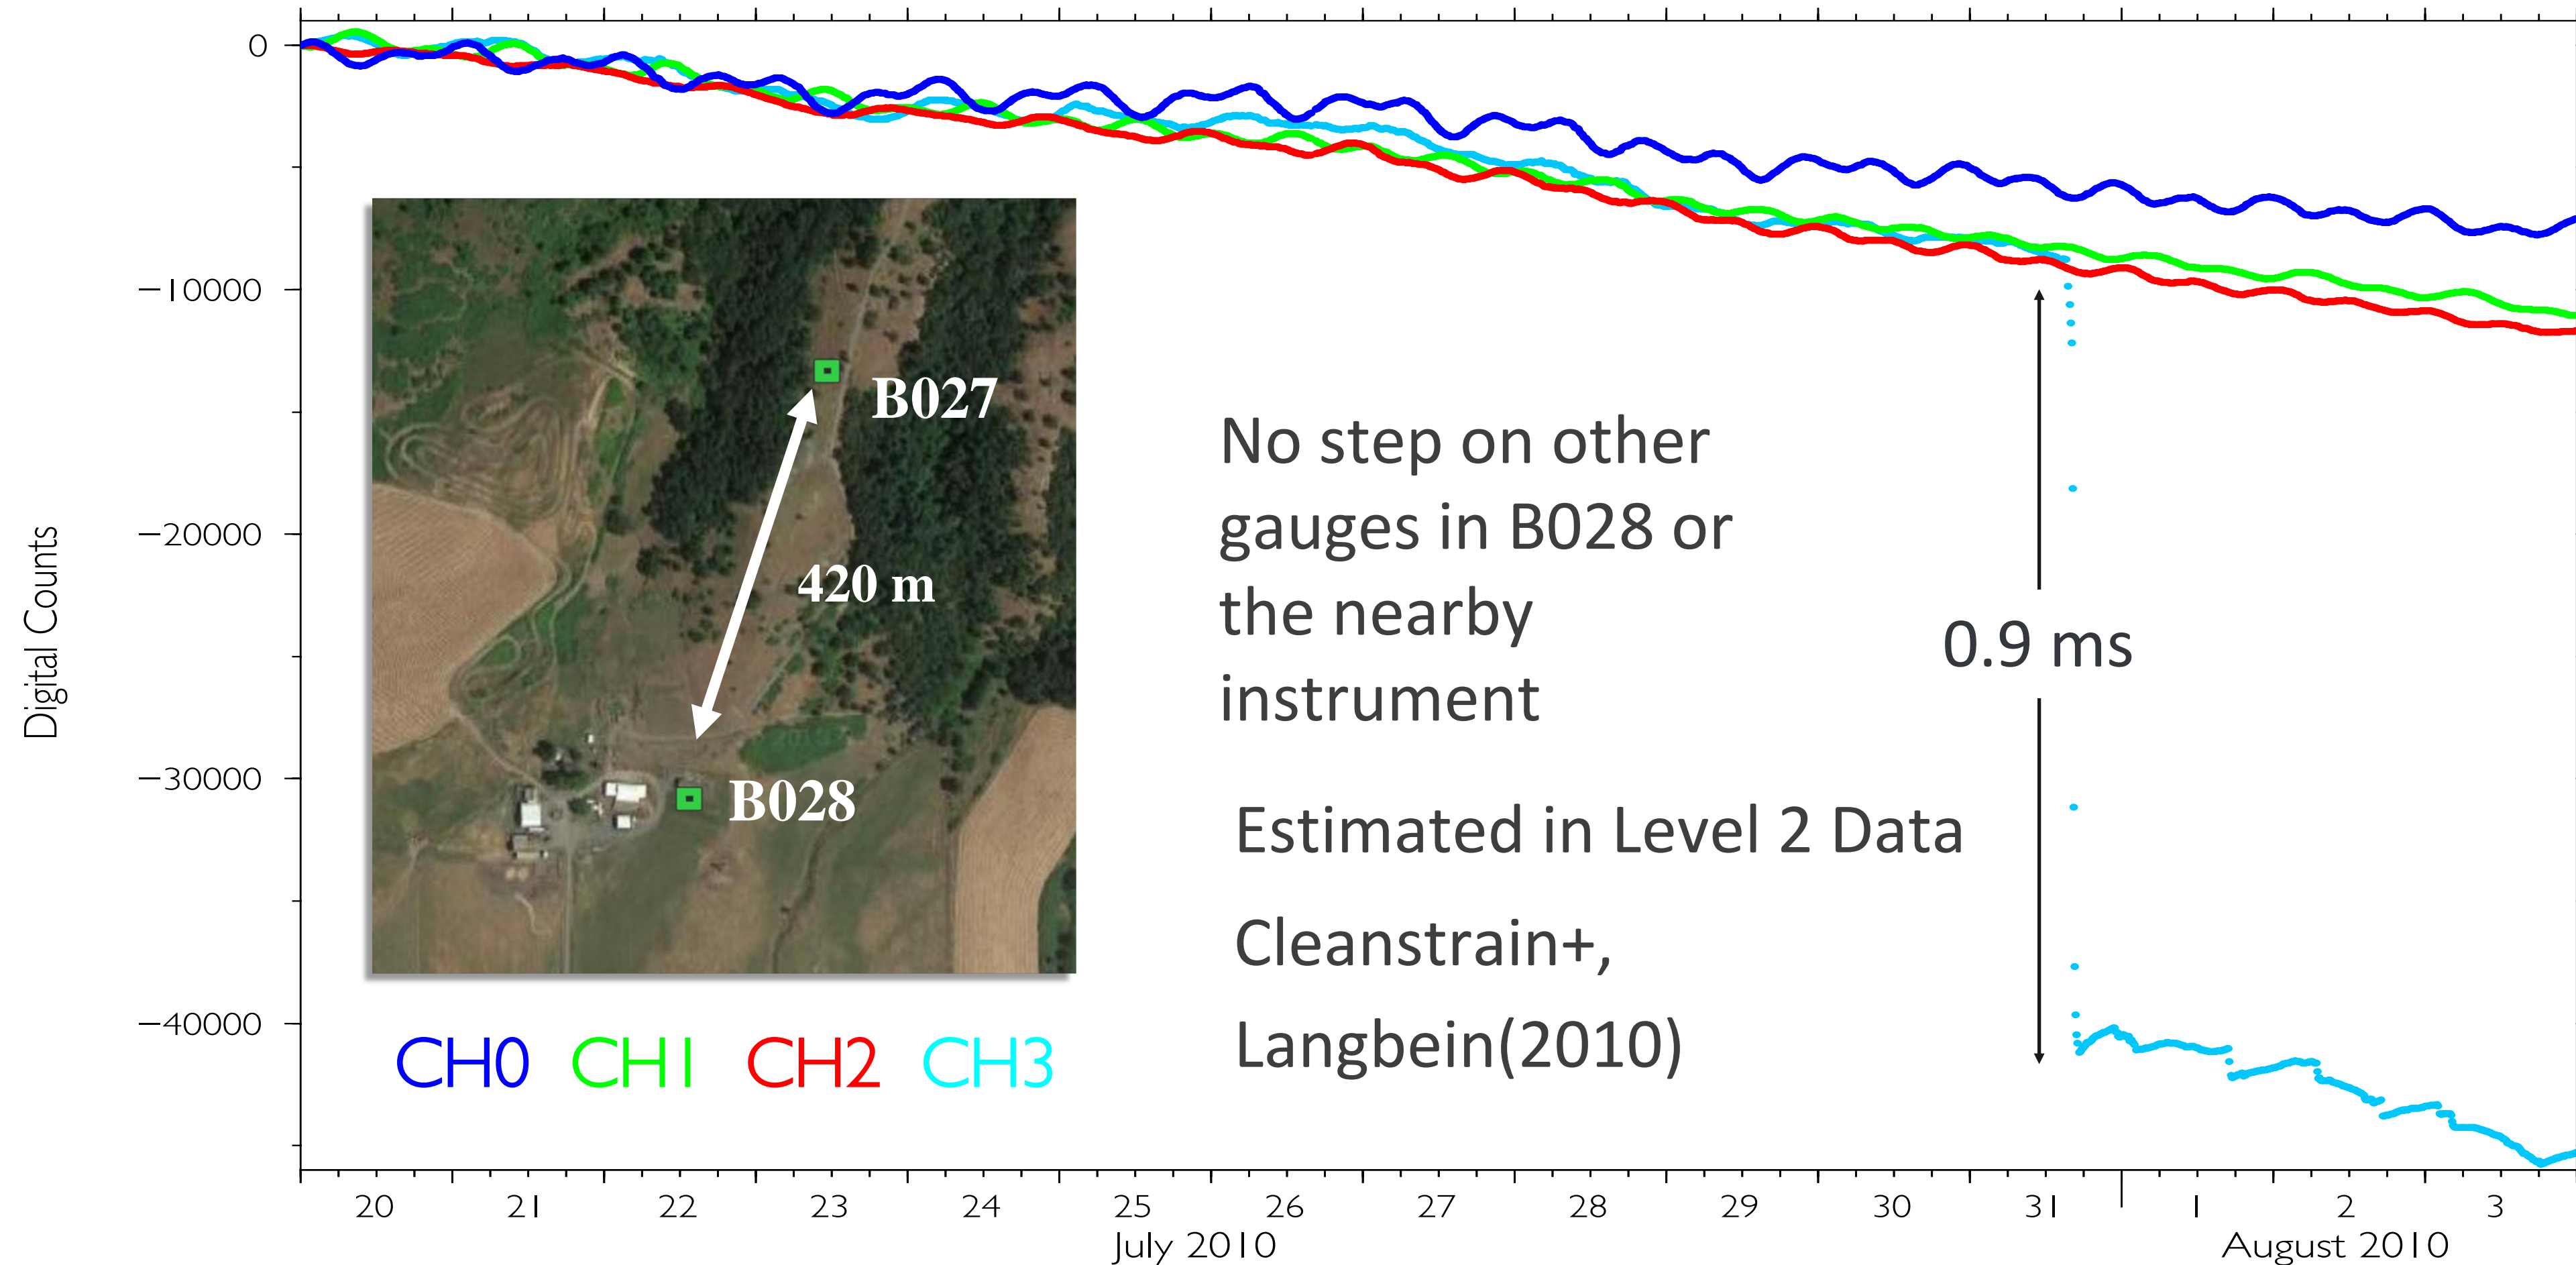 0
−10000
−20000
−30000
−40000
Digital Counts
B027
420 m
B028
CH0 CH1 CH2 CH3
No step on other
gauges in B028 or
the nearby
instrument
Estimated in Level 2 Data
Cleanstrain+,
Langbein(2010)
0.9 ms
20 21 22 23 24 25 26 27 28 29 30 31 1 2 3
July 2010 August 2010